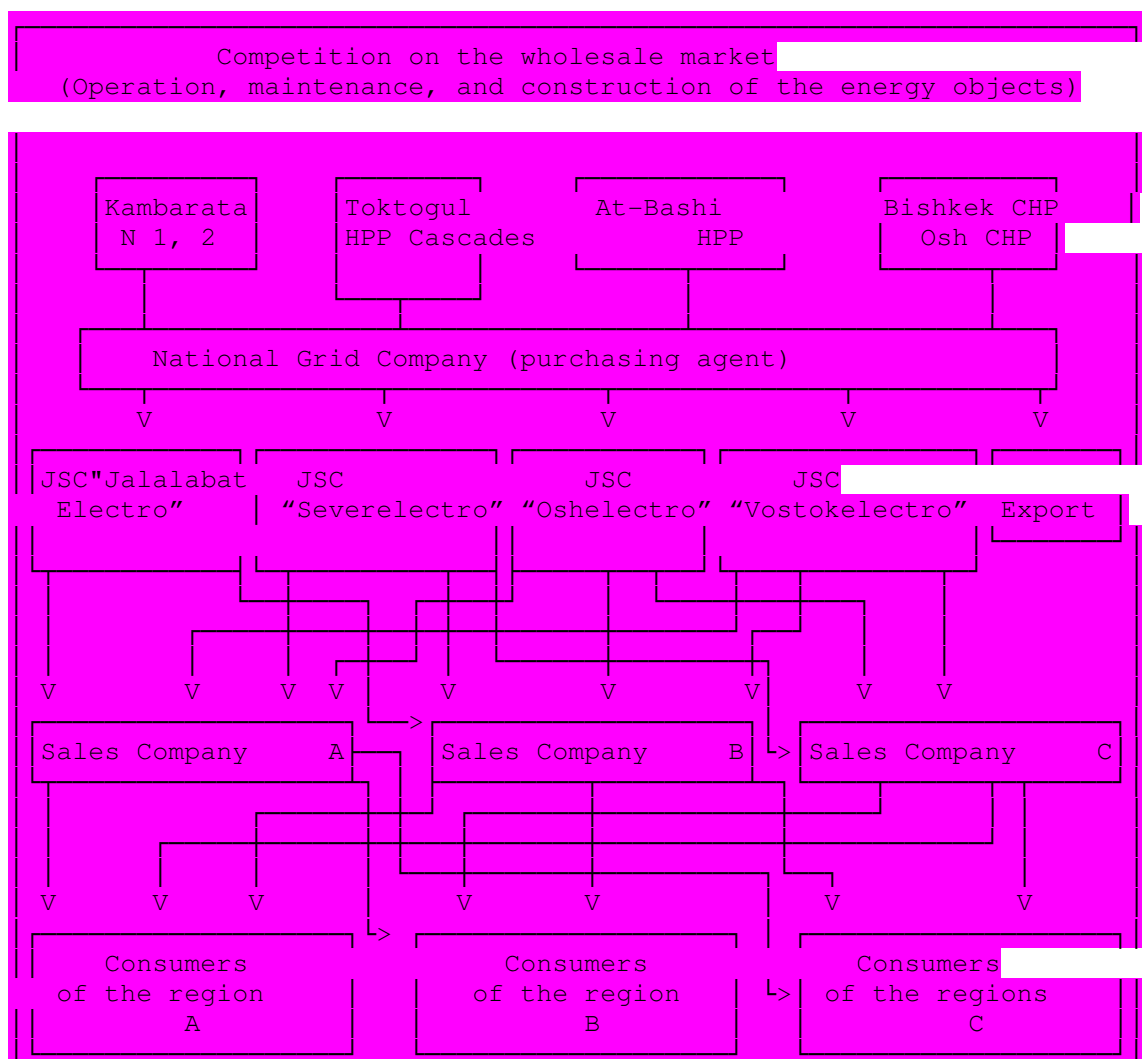 Competition on the wholesale market
(Operation, maintenance, and construction of the energy objects)
Kambarata Toktogul At-Bashi Bishkek CHP
N 1, 2 HPP Cascades HPP Osh CHP
National Grid Company (purchasing agent)
V V V V V
JSC"Jalalabat JSC JSC JSC
Electro” “Severelectro” “Oshelectro” “Vostokelectro” Export
V V V V V V V V V
>
Sales Company A Sales Company B > Sales Company C
V V V V V V V
>
Consumers Consumers Consumers
of the region of the region > of the regions
A B C